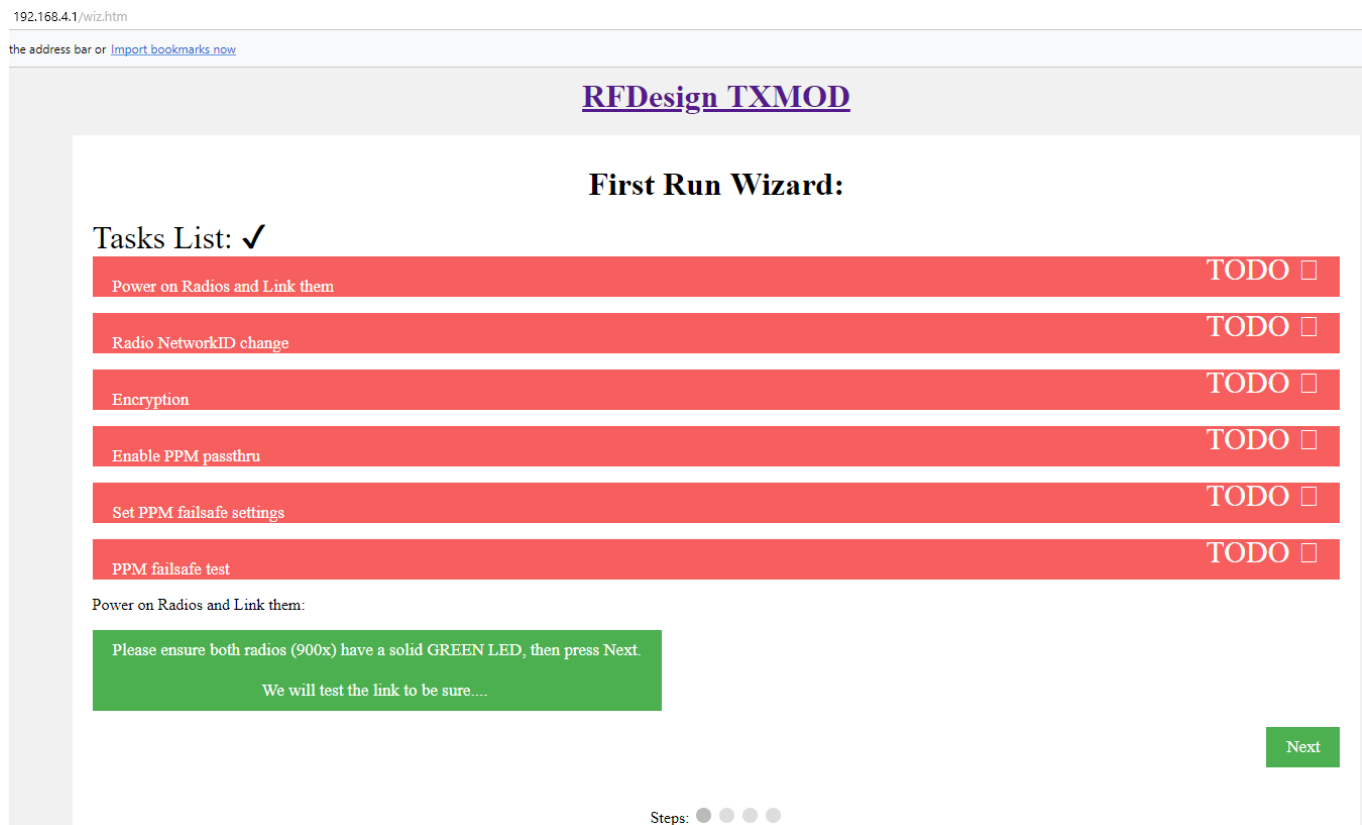 192.168.4.1/wiz.htm
the address bar or Import bookmarks now
RFDesign TXMOD
First Run Wizard:
Tasks List: ✓
Power on Radios and Link them TODO
Radio NetworkID change TODO
Encryption TODO
Enable PPM passthru TODO
Set PPM failsafe settings TODO
PPM failsafe test TODO
Power on Radios and Link them:
Please ensure both radios (900x) have a solid GREEN LED, then press Next.
We will test the link to be sure....
Next
Steps: